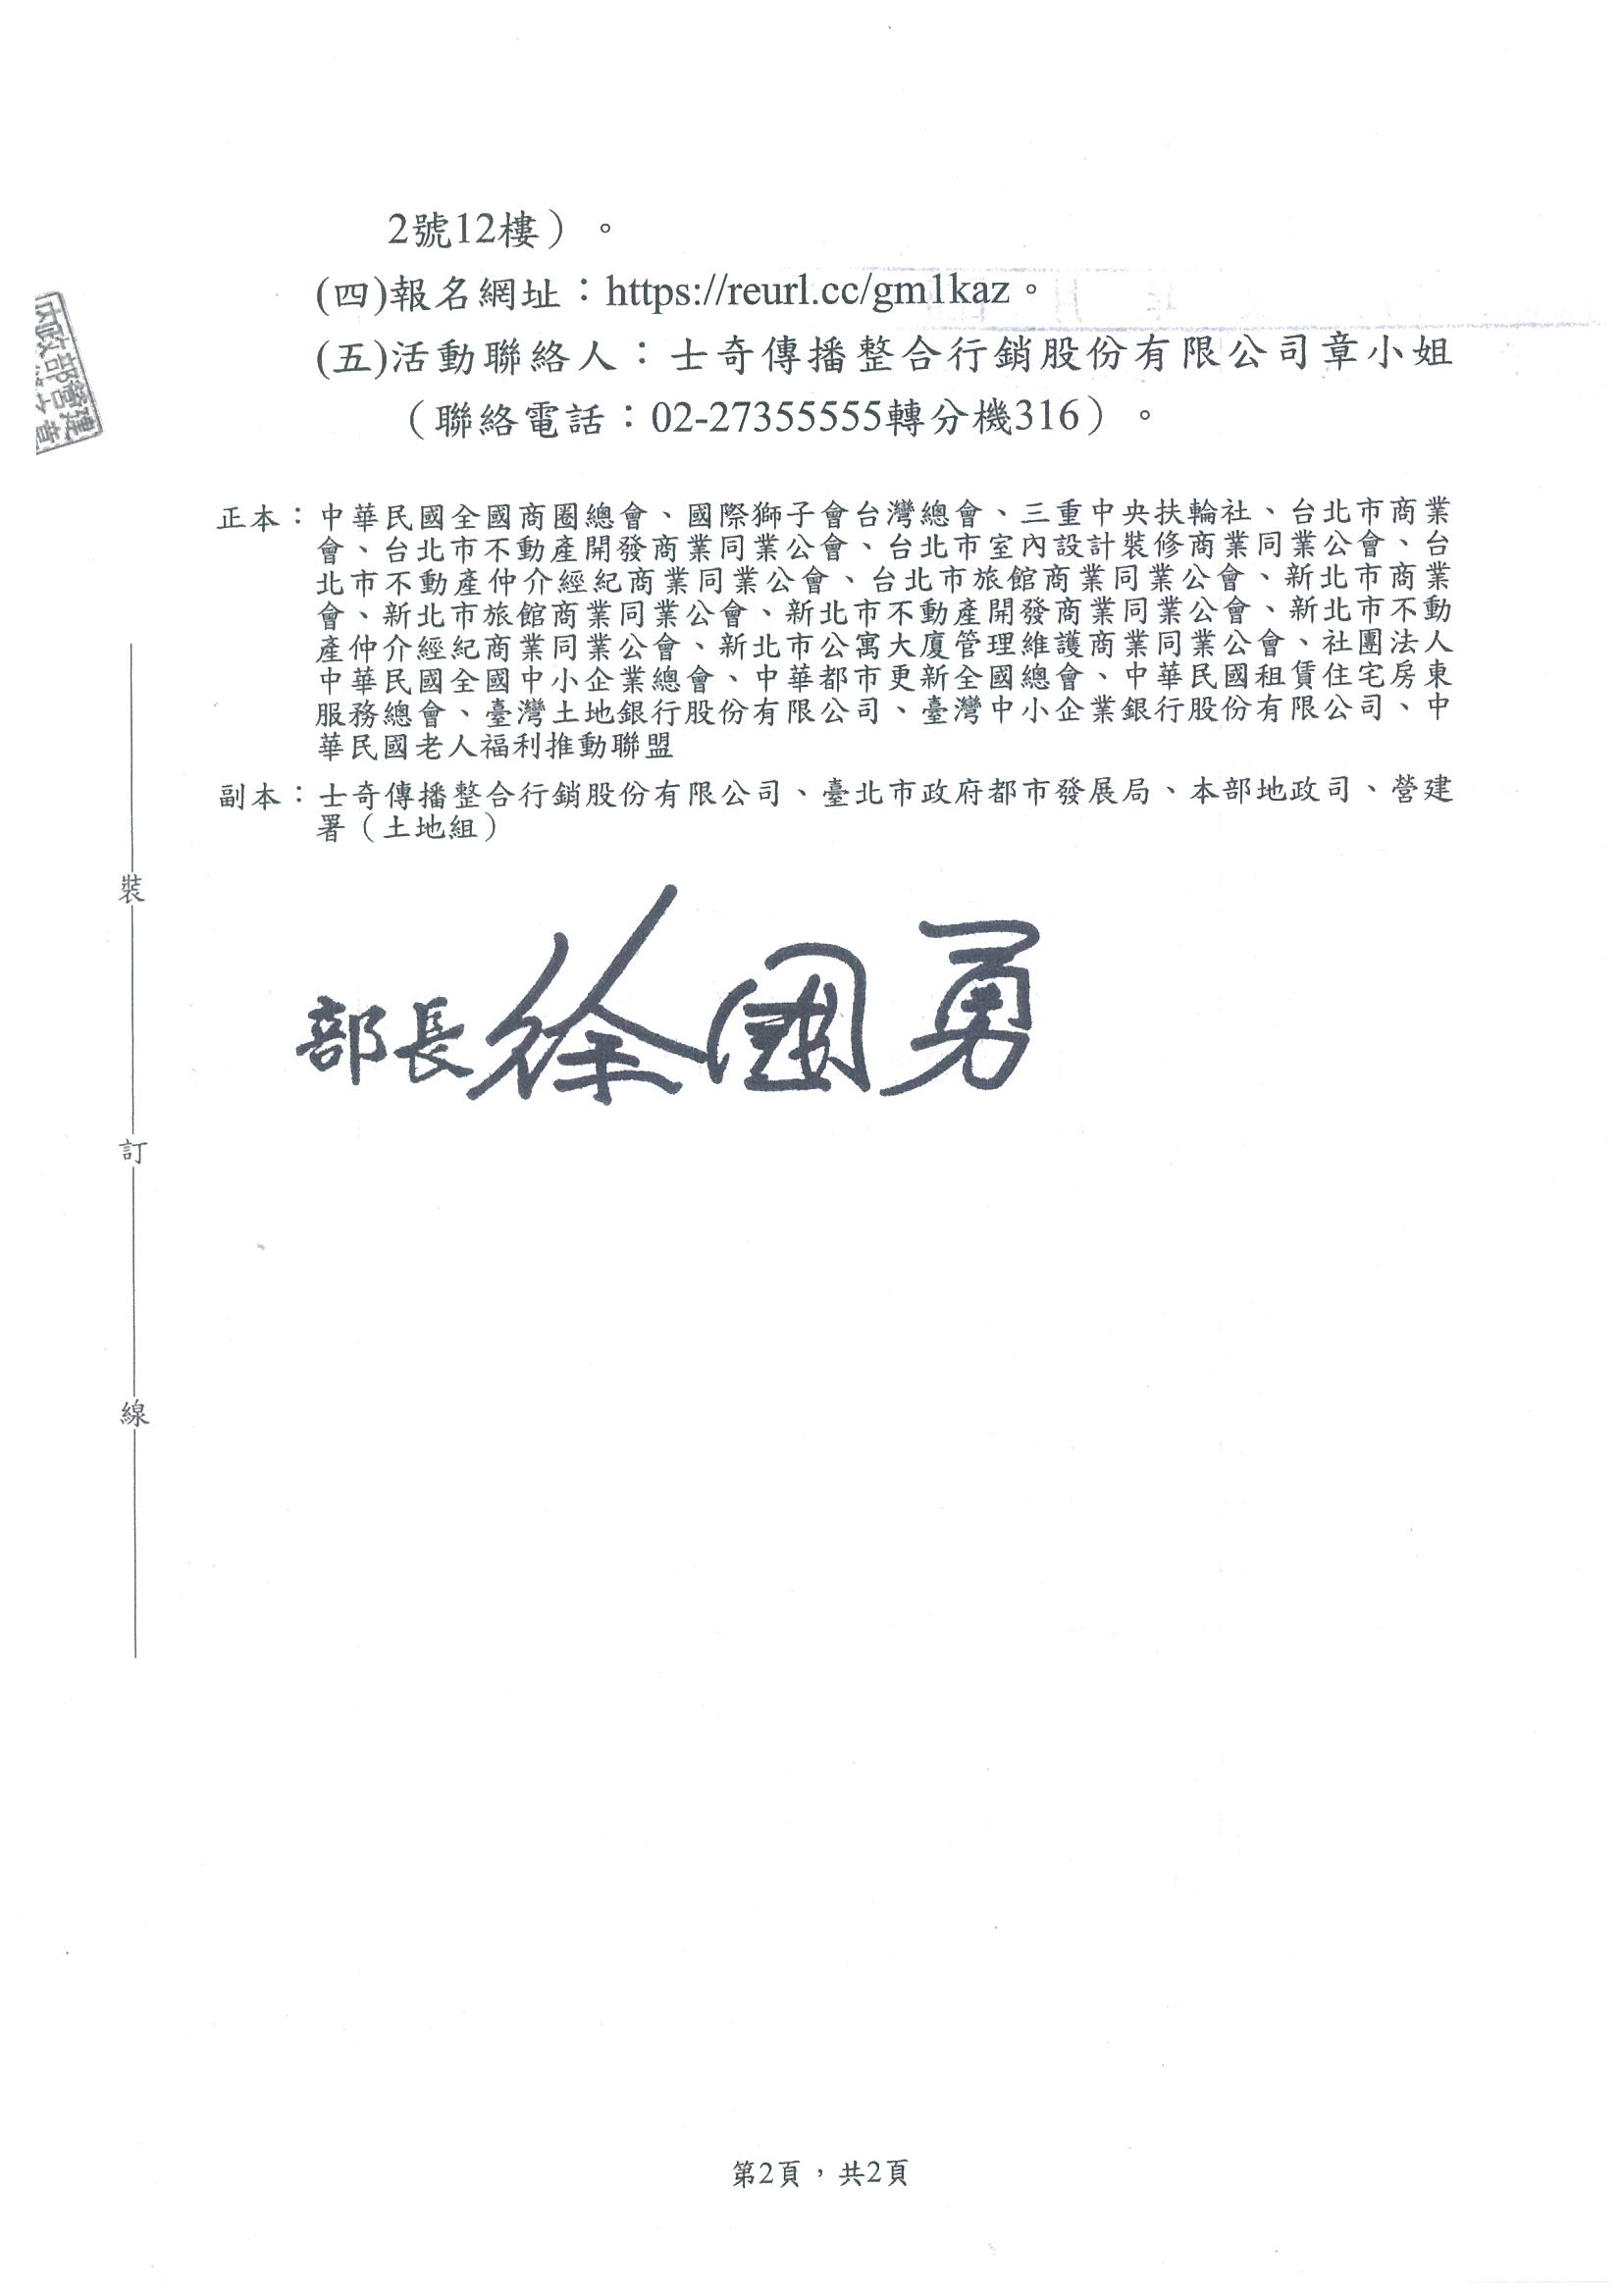 2號12樓）。
(四)報名網址：https://reurl.cc/gm1kaz。
(五)活動聯絡人：士奇傳播整合行銷股份有限公司章小姐
（聯絡電話：02-27355555轉分機316）。
正本：中華民國全國商圈總會、國際獅子會台灣總會、三重中央扶輪社、台北市商業
會、台北市不動產開發商業同業公會、台北市室內設計裝修商業同業公會、台
北市不動產仲介經紀商業同業公會、台北市旅館商業同業公會、新北市商業
會、新北市旅館商業同業公會、新北市不動產開發商業同業公會、新北市不動
產仲介經紀商業同業公會、新北市公寓大廈管理維護商業同業公會、社團法人
中華民國全國中小企業總會、中華都市更新全國總會、中華民國租賃住宅房東
服務總會、臺灣土地銀行股份有限公司、臺灣中小企業銀行股份有限公司、中
華民國老人福利推動聯盟
副本：士奇傳播整合行銷股份有限公司、臺北市政府都市發展局、本部地政司、營建
署（土地組）
部長徐國勇
裝
訂
線
第2頁，共2頁